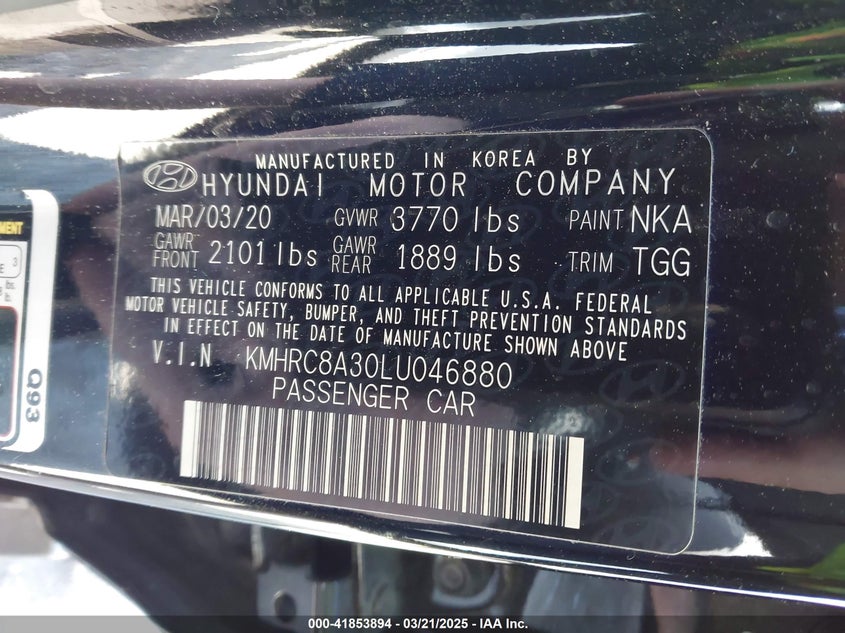 MANUFACTURED IN KOREA BY
HYUNDAI MOTOR COMPANY
MAR/03/20 GVWR 3770 lbs PAINT NKA
GAWR FRONT 2101 lbs GAWR REAR 1889 lbs TRIM TGG
THIS VEHICLE CONFORMS TO ALL APPLICABLE U.S.A. FEDERAL
MOTOR VEHICLE SAFETY, BUMPER, AND THEFT PREVENTION STANDARDS
IN EFFECT ON THE DATE OF MANUFACTURE SHOWN ABOVE
V.I.N KMHRC8A30LU046880
PASSENGER CAR
3
lbs.
lb.
Q93
000-41853894 — 03/21/2025 — IAA Inc.